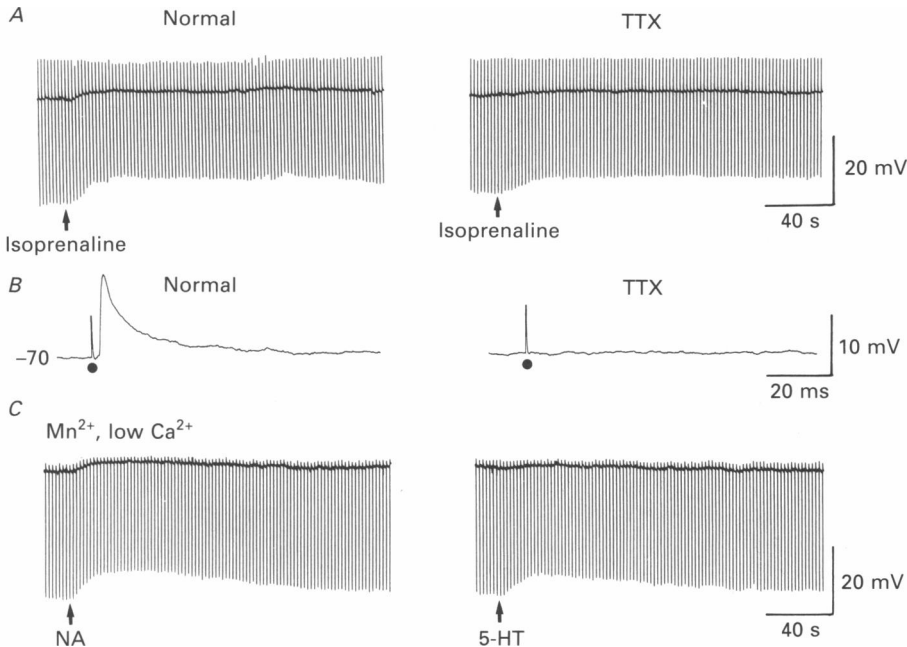 A
Normal
TTX
20 mV
40 s
Isoprenaline
Isoprenaline
B
Normal
TTX
–70
10 mV
20 ms
C
Mn²⁺, low Ca²⁺
20 mV
40 s
NA
5-HT